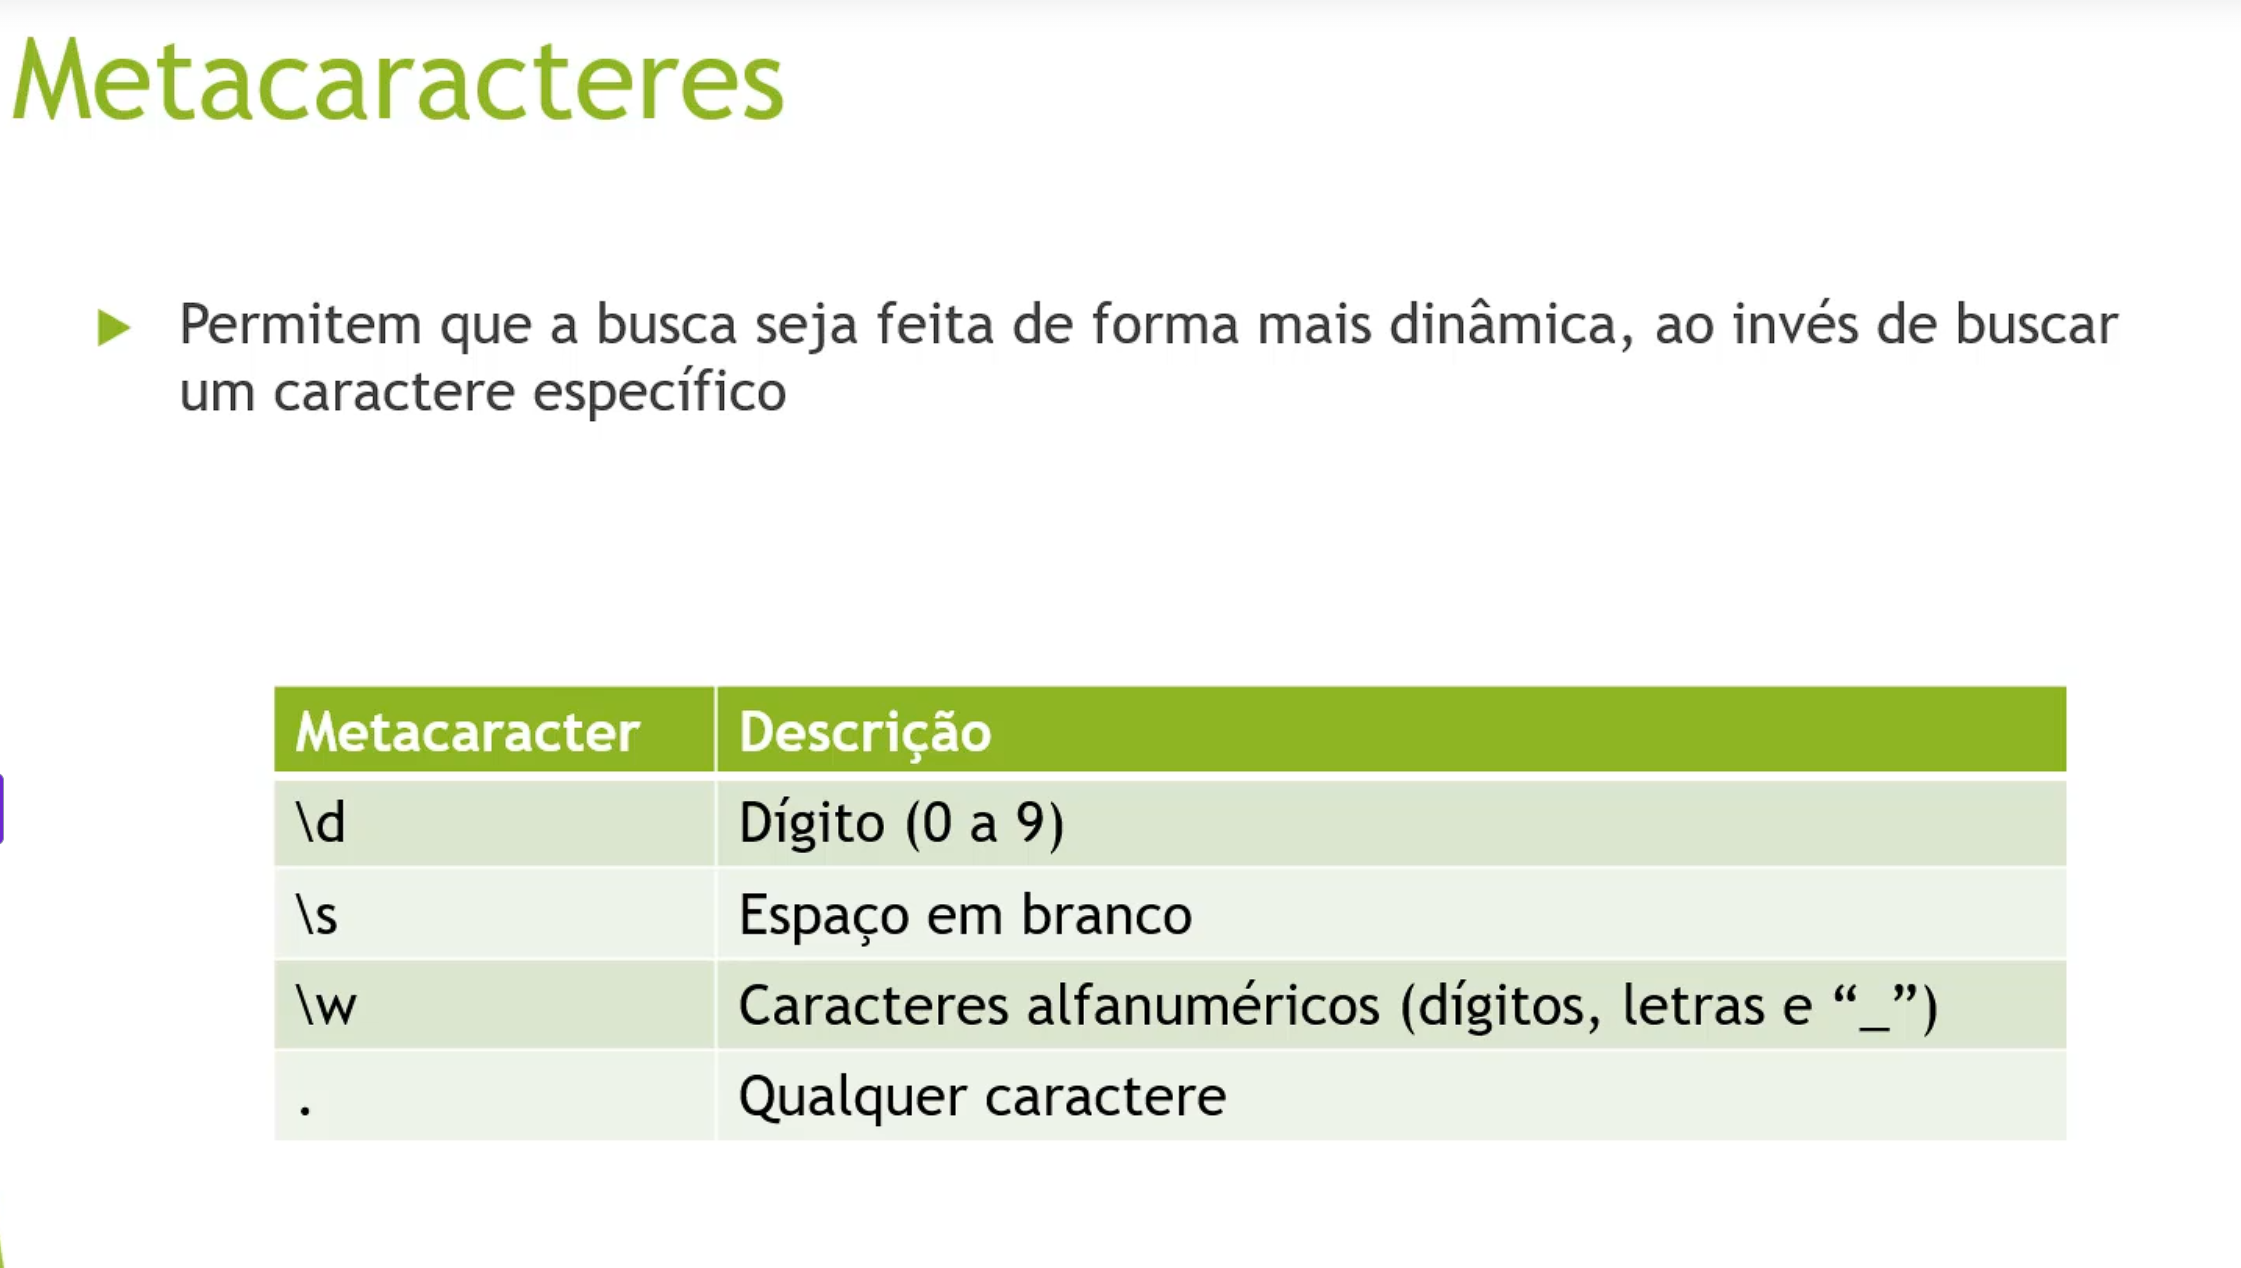 Metacaracteres
Permitem que a busca seja feita de forma mais dinâmica, ao invés de buscar
um caractere específico
Metacaracter Descrição
\d Dígito (0 a 9)
\s Espaço em branco
\w Caracteres alfanuméricos (dígitos, letras e “_”)
. Qualquer caractere